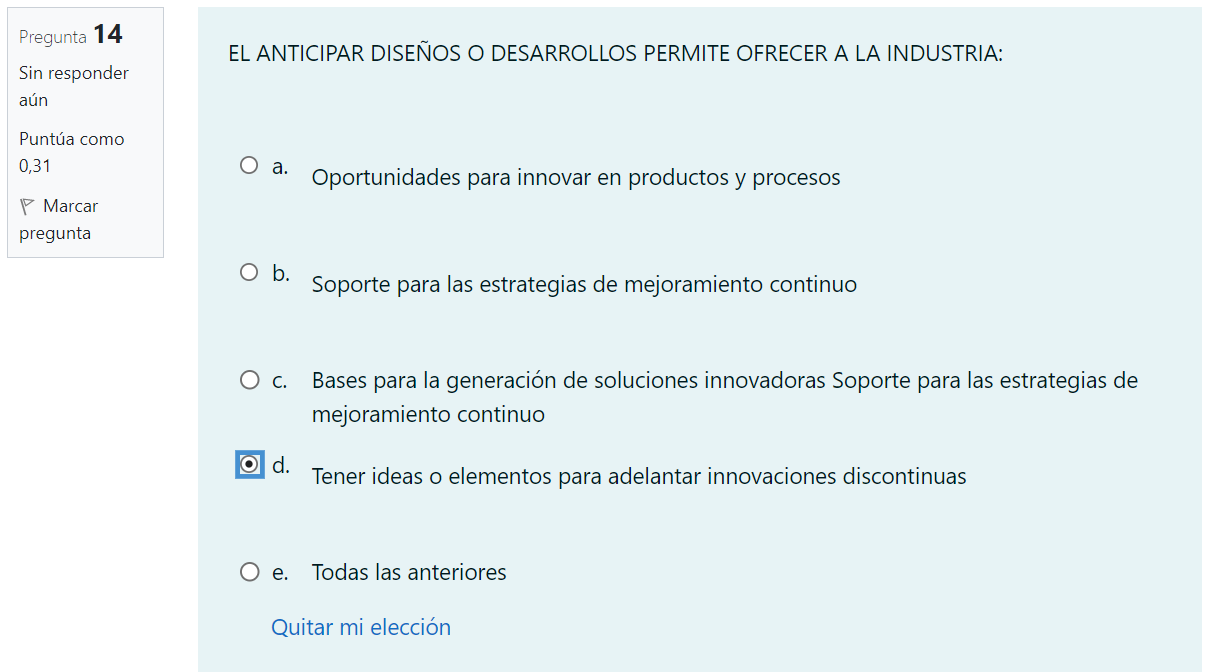 Pregunta 14
Sin responder
aún
Puntúa como
0,31
Marcar
pregunta
EL ANTICIPAR DISEÑOS O DESARROLLOS PERMITE OFRECER A LA INDUSTRIA:
a. Oportunidades para innovar en productos y procesos
b. Soporte para las estrategias de mejoramiento continuo
c. Bases para la generación de soluciones innovadoras Soporte para las estrategias de
mejoramiento continuo
d. Tener ideas o elementos para adelantar innovaciones discontinuas
e. Todas las anteriores
Quitar mi elección